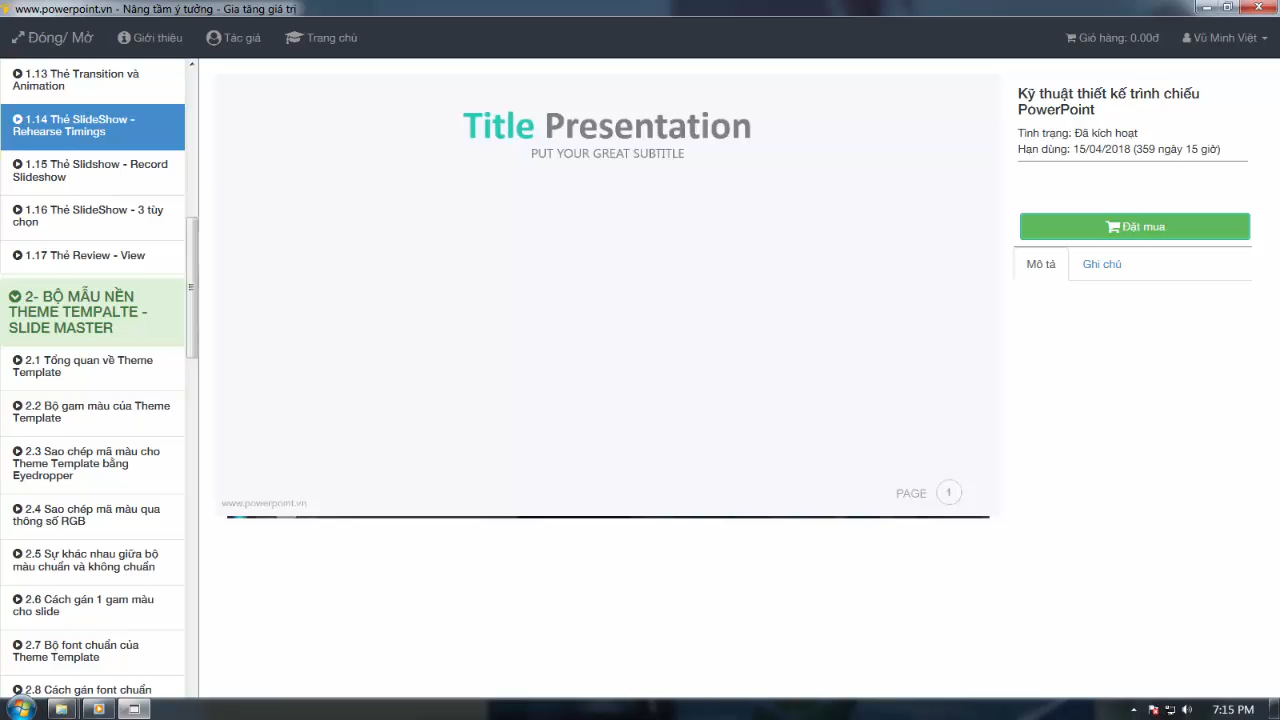 www.powerpoint.vn - Nâng tầm ý tưởng - Gia tăng giá trị
Đóng/ Mở
Giới thiệu
Tác giả
Trang chủ
Giỏ hàng: 0.00đ
Vũ Minh Việt
1.13 Thẻ Transition và
Animation
1.14 Thẻ SlideShow -
Rehearse Timings
1.15 Thẻ Slidshow - Record
Slideshow
1.16 Thẻ SlideShow - 3 tùy
chọn
1.17 Thẻ Review - View
2- BỘ MẪU NỀN
THEME TEMPALTE -
SLIDE MASTER
2.1 Tổng quan về Theme
Template
2.2 Bộ gam màu của Theme
Template
2.3 Sao chép mã màu cho
Theme Template bằng
Eyedropper
2.4 Sao chép mã màu qua
thông số RGB
2.5 Sự khác nhau giữa bộ
màu chuẩn và không chuẩn
2.6 Cách gán 1 gam màu
cho slide
2.7 Bộ font chuẩn của
Theme Template
2.8 Cách gán font chuẩn
Title Presentation
PUT YOUR GREAT SUBTITLE
www.powerpoint.vn
PAGE 1
Kỹ thuật thiết kế trình chiếu
PowerPoint
Tình trạng: Đã kích hoạt
Hạn dùng: 15/04/2018 (359 ngày 15 giờ)
Đặt mua
Mô tả
Ghi chú
7:15 PM